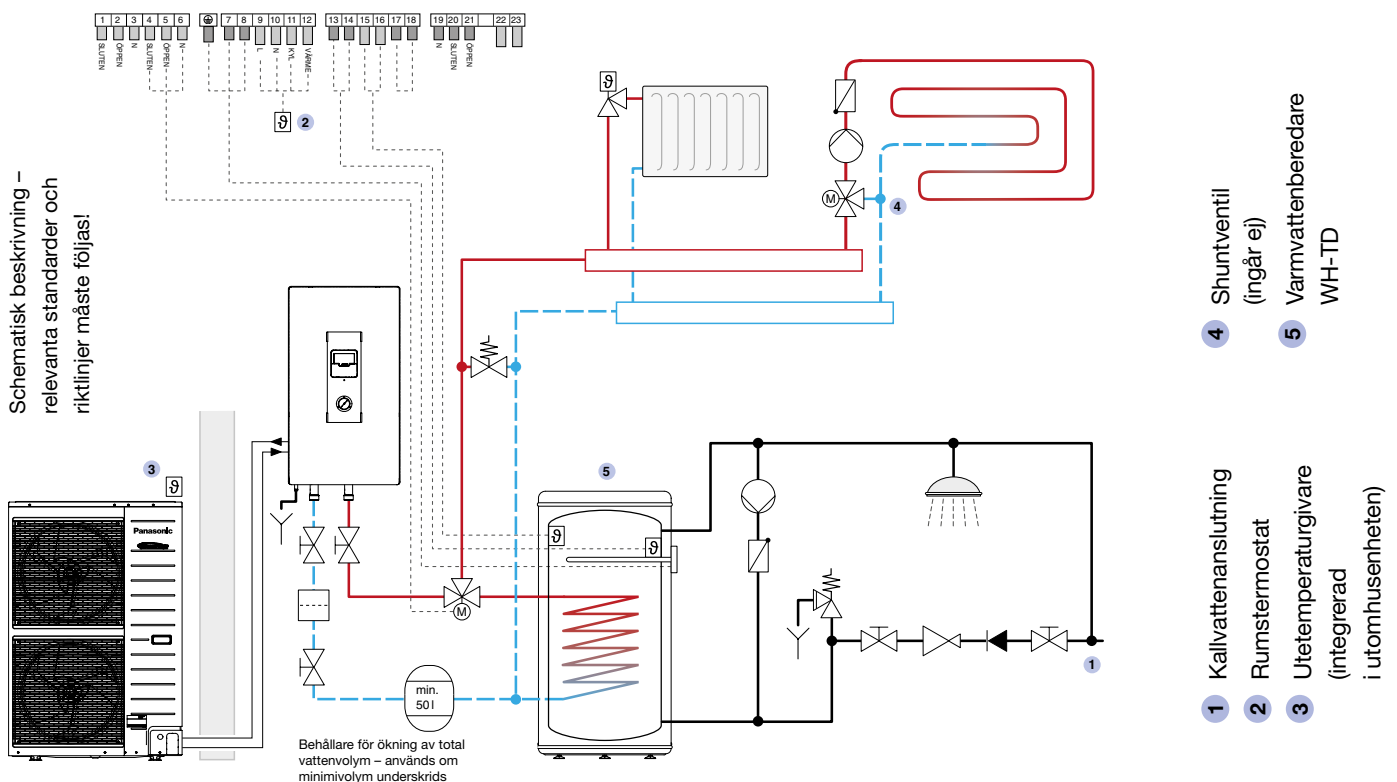 1 2 3 4 5 6 7 8 9 10 11 12 13 14 15 16 17 18 19 20 21 22 23
SLUTEN ÖPPEN N SLUTEN ÖPPEN N L N KYL VÄRME N SLUTEN ÖPPEN
ϑ 2
Schematisk beskrivning –
relevanta standarder och
riktlinjer måste följas!
ϑ
M
4
3
ϑ
Panasonic
5
ϑ
ϑ
M
min.
50 l
1
Behållare för ökning av total
vattenvolym – används om
minimivolym underskrids
1 Kallvattenanslutning
2 Rumstermostat
3 Utetemperaturgivare
(integrerad
i utomhusenheten)
4 Shuntventil
(ingår ej)
5 Varmvattenberedare
WH-TD